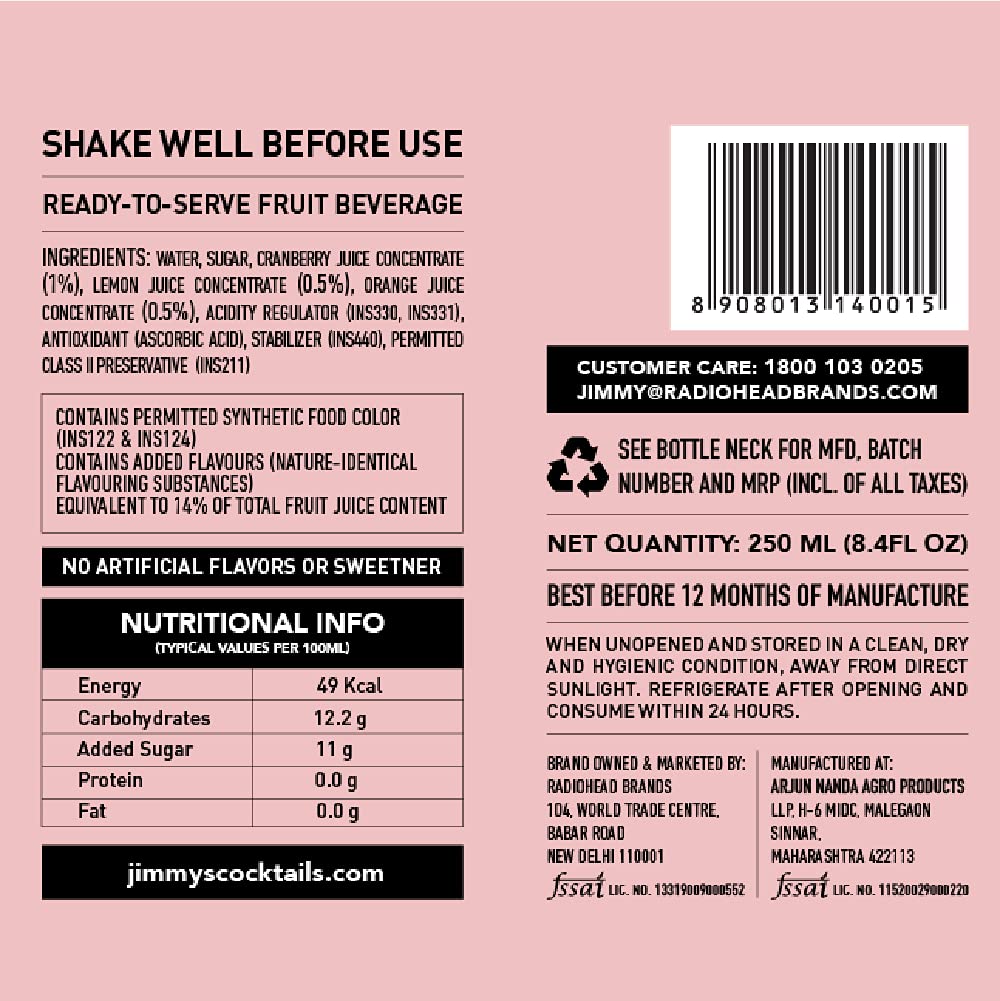 SHAKE WELL BEFORE USE
READY-TO-SERVE FRUIT BEVERAGE
INGREDIENTS: WATER, SUGAR, CRANBERRY JUICE CONCENTRATE
(1%), LEMON JUICE CONCENTRATE (0.5%), ORANGE JUICE
CONCENTRATE (0.5%), ACIDITY REGULATOR (INS330, INS331),
ANTIOXIDANT (ASCORBIC ACID), STABILIZER (INS440), PERMITTED
CLASS II PRESERVATIVE (INS211)
CONTAINS PERMITTED SYNTHETIC FOOD COLOR
(INS122 & INS124)
CONTAINS ADDED FLAVOURS (NATURE-IDENTICAL
FLAVOURING SUBSTANCES)
EQUIVALENT TO 14% OF TOTAL FRUIT JUICE CONTENT
NO ARTIFICIAL FLAVORS OR SWEETNER
NUTRITIONAL INFO
(TYPICAL VALUES PER 100ML)
Energy 49 Kcal
Carbohydrates 12.2 g
Added Sugar 11 g
Protein 0.0 g
Fat 0.0 g
jimmyscocktails.com
8 908013 140015
CUSTOMER CARE: 1800 103 0205
JIMMY@RADIOHEADBRANDS.COM
SEE BOTTLE NECK FOR MFD, BATCH
NUMBER AND MRP (INCL. OF ALL TAXES)
NET QUANTITY: 250 ML (8.4FL OZ)
BEST BEFORE 12 MONTHS OF MANUFACTURE
WHEN UNOPENED AND STORED IN A CLEAN, DRY
AND HYGIENIC CONDITION, AWAY FROM DIRECT
SUNLIGHT. REFRIGERATE AFTER OPENING AND
CONSUME WITHIN 24 HOURS.
BRAND OWNED & MARKETED BY:
RADIOHEAD BRANDS
104, WORLD TRADE CENTRE,
BABAR ROAD
NEW DELHI 110001
fssai LIC. NO. 13319009000552
MANUFACTURED AT:
ARJUN NANDA AGRO PRODUCTS
LLP, H-6 MIDC, MALEGAON
SINNAR,
MAHARASHTRA 422113
fssai LIC. NO. 11520029000220